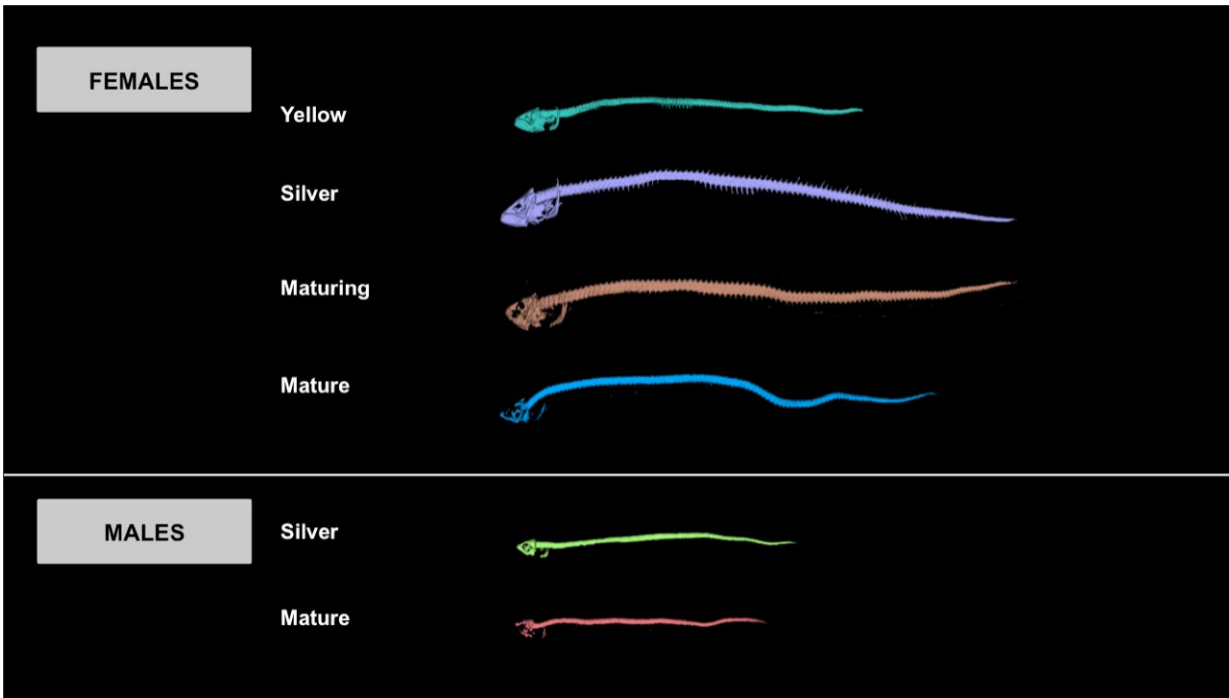 FEMALES
Yellow
Silver
Maturing
Mature
MALES
Silver
Mature